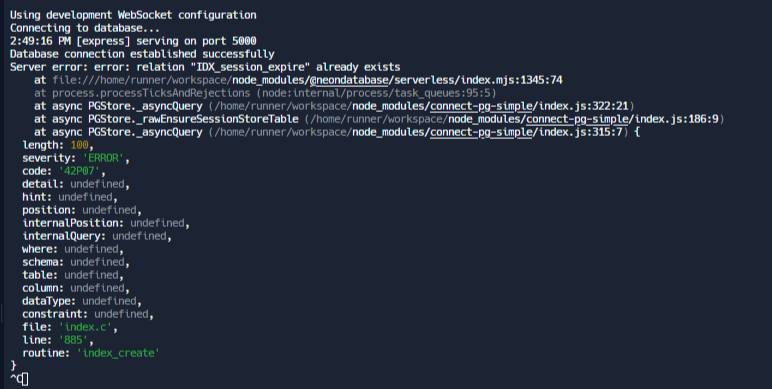 Using development WebSocket configuration
Connecting to database...
2:49:16 PM [express] serving on port 5000
Database connection established successfully
Server error: error: relation "IDX_session_expire" already exists
    at file:///home/runner/workspace/node_modules/@neondatabase/serverless/index.mjs:1345:74
    at process.processTicksAndRejections (node:internal/process/task_queues:95:5)
    at async PGStore._asyncQuery (/home/runner/workspace/node_modules/connect-pg-simple/index.js:322:21)
    at async PGStore._rawEnsureSessionStoreTable (/home/runner/workspace/node_modules/connect-pg-simple/index.js:186:9)
    at async PGStore._asyncQuery (/home/runner/workspace/node_modules/connect-pg-simple/index.js:315:7) {
  length: 100,
  severity: 'ERROR',
  code: '42P07',
  detail: undefined,
  hint: undefined,
  position: undefined,
  internalPosition: undefined,
  internalQuery: undefined,
  where: undefined,
  schema: undefined,
  table: undefined,
  column: undefined,
  dataType: undefined,
  constraint: undefined,
  file: 'index.c',
  line: '885',
  routine: 'index_create'
}
^C